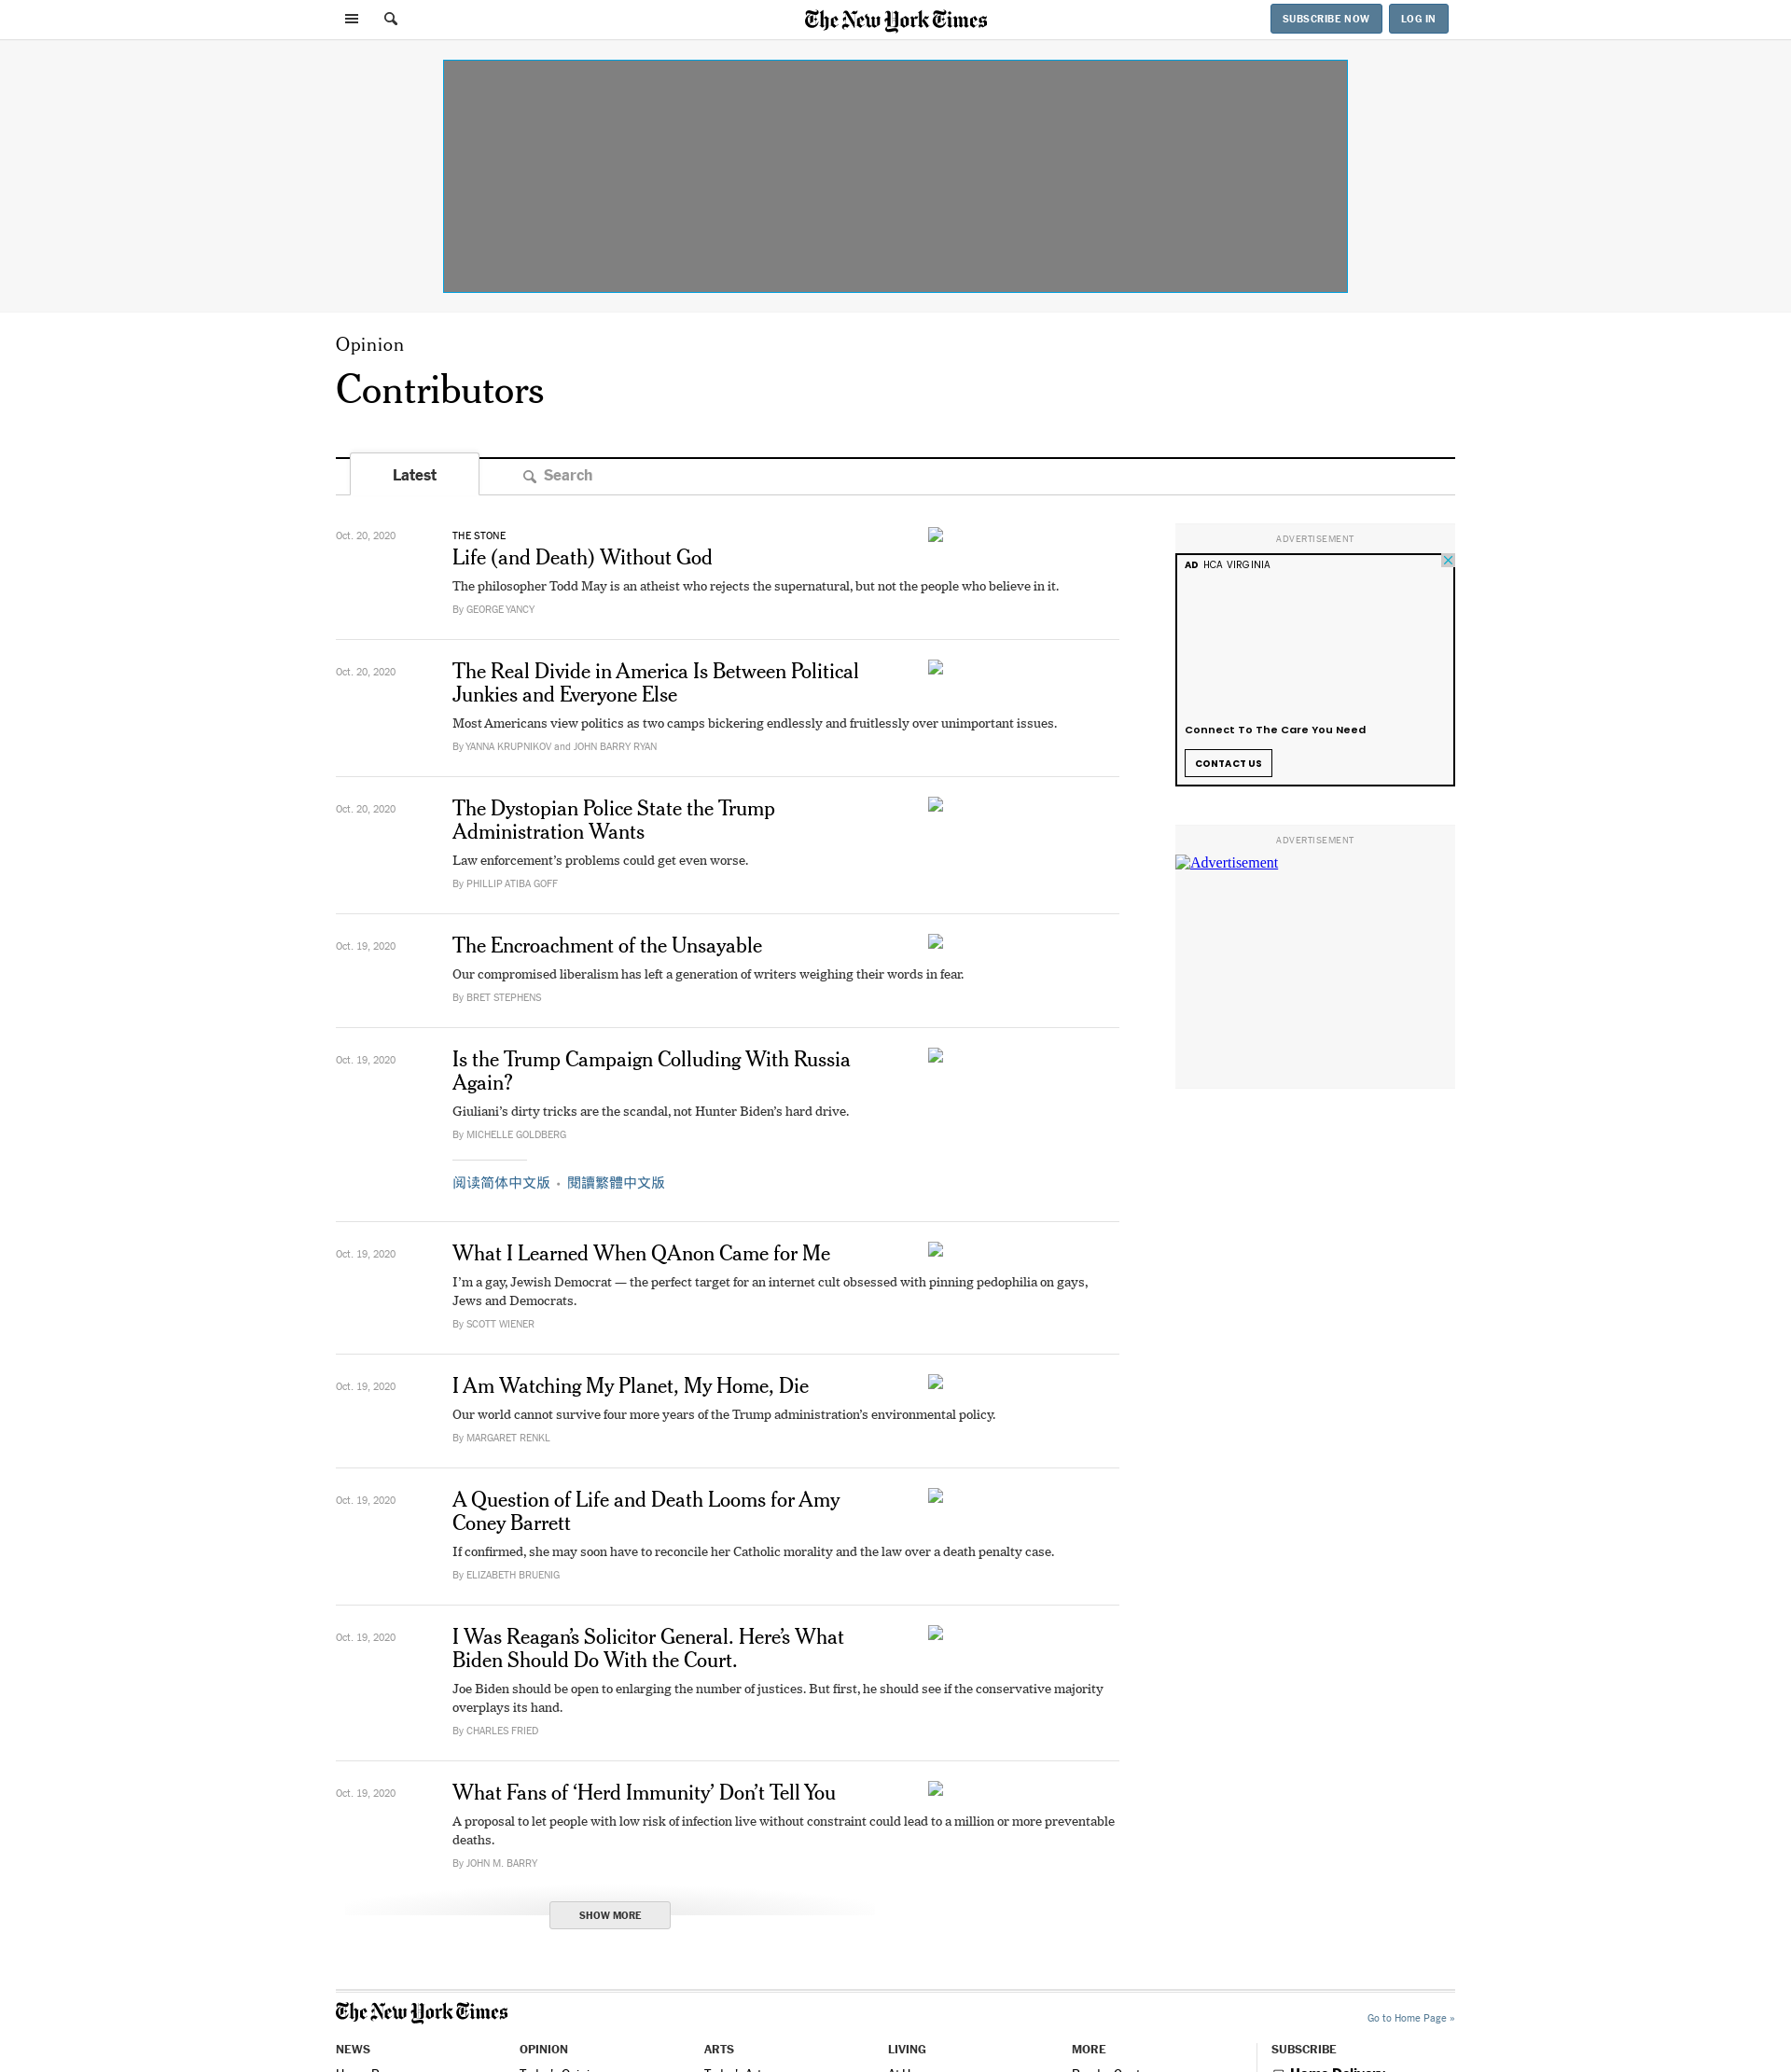 The New York Times
SUBSCRIBE NOW
LOG IN
Opinion
Contributors
Latest
Search
Oct. 20, 2020
THE STONE
Life (and Death) Without God
The philosopher Todd May is an atheist who rejects the supernatural, but not the people who believe in it.
By GEORGE YANCY
Oct. 20, 2020
The Real Divide in America Is Between Political
Junkies and Everyone Else
Most Americans view politics as two camps bickering endlessly and fruitlessly over unimportant issues.
By YANNA KRUPNIKOV and JOHN BARRY RYAN
Oct. 20, 2020
The Dystopian Police State the Trump
Administration Wants
Law enforcement’s problems could get even worse.
By PHILLIP ATIBA GOFF
Oct. 19, 2020
The Encroachment of the Unsayable
Our compromised liberalism has left a generation of writers weighing their words in fear.
By BRET STEPHENS
Oct. 19, 2020
Is the Trump Campaign Colluding With Russia
Again?
Giuliani’s dirty tricks are the scandal, not Hunter Biden’s hard drive.
By MICHELLE GOLDBERG
阅读简体中文版 • 閱讀繁體中文版
Oct. 19, 2020
What I Learned When QAnon Came for Me
I’m a gay, Jewish Democrat — the perfect target for an internet cult obsessed with pinning pedophilia on gays,
Jews and Democrats.
By SCOTT WIENER
Oct. 19, 2020
I Am Watching My Planet, My Home, Die
Our world cannot survive four more years of the Trump administration’s environmental policy.
By MARGARET RENKL
Oct. 19, 2020
A Question of Life and Death Looms for Amy
Coney Barrett
If confirmed, she may soon have to reconcile her Catholic morality and the law over a death penalty case.
By ELIZABETH BRUENIG
Oct. 19, 2020
I Was Reagan’s Solicitor General. Here’s What
Biden Should Do With the Court.
Joe Biden should be open to enlarging the number of justices. But first, he should see if the conservative majority
overplays its hand.
By CHARLES FRIED
Oct. 19, 2020
What Fans of ‘Herd Immunity’ Don’t Tell You
A proposal to let people with low risk of infection live without constraint could lead to a million or more preventable
deaths.
By JOHN M. BARRY
SHOW MORE
ADVERTISEMENT
AD HCA VIRGINIA
Connect To The Care You Need
CONTACT US
ADVERTISEMENT
Advertisement
The New York Times
Go to Home Page »
NEWS
OPINION
ARTS
LIVING
MORE
SUBSCRIBE